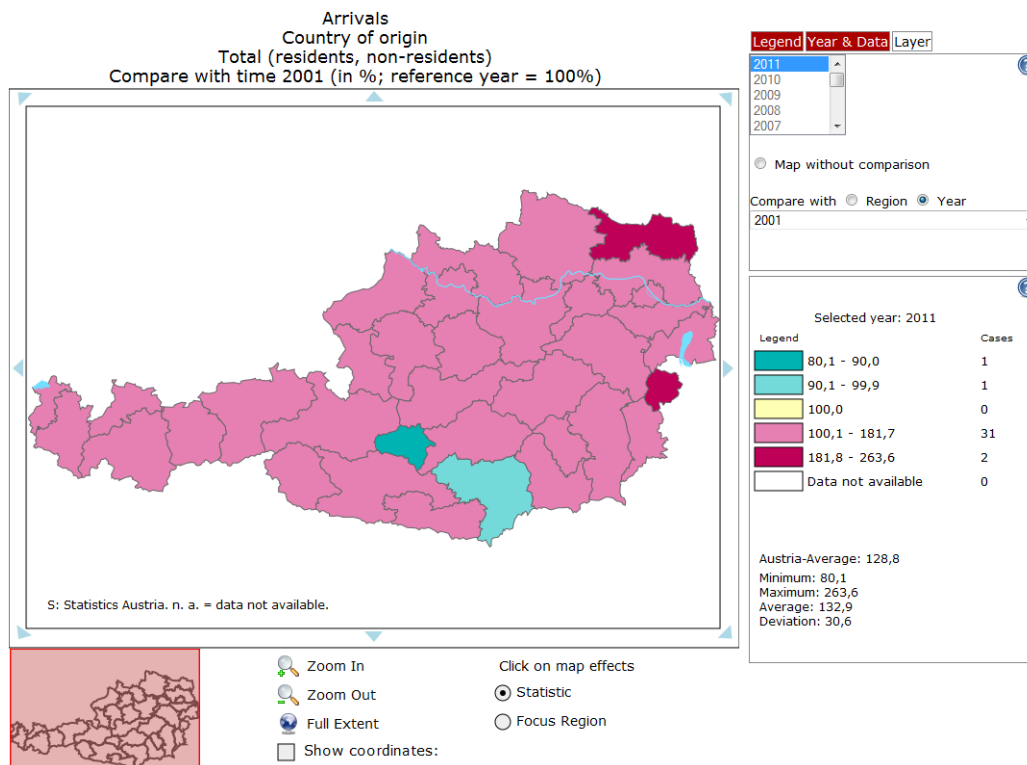 Arrivals
Country of origin
Total (residents, non-residents)
Compare with time 2001 (in %; reference year = 100%)
Legend Year & Data Layer
2011
2010
2009
2008
2007
Map without comparison
Compare with Region Year
2001
Selected year: 2011
Legend Cases
80,1 - 90,0 1
90,1 - 99,9 1
100,0 0
100,1 - 181,7 31
181,8 - 263,6 2
Data not available 0
Austria-Average: 128,8
Minimum: 80,1
Maximum: 263,6
Average: 132,9
Deviation: 30,6
S: Statistics Austria. n. a. = data not available.
Zoom In
Zoom Out
Full Extent
Show coordinates:
Click on map effects
Statistic
Focus Region